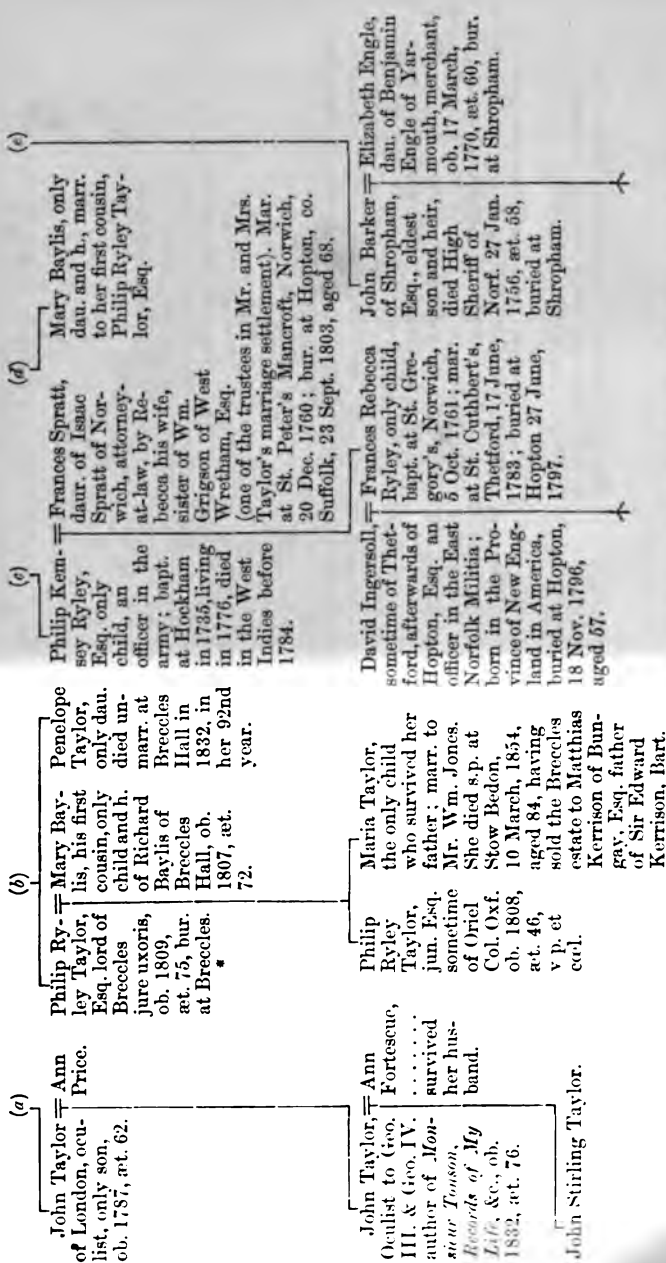 (a)
John Taylor = Ann
of London, ocu- Price.
list, only son,
ob. 1787, æt. 62.
John Taylor, = Ann
Oculist to Geo. Fortescue,
III. & Geo. IV. ........
author of Mon- survived
sieur Tonson, her hus-
Records of My band.
Life, &c., ob.
1832, æt. 76.
John Stirling Taylor.
(b)
Philip Ry- =
ley Taylor,
Esq. lord of
Breccles
jure uxoris,
ob. 1809,
æt. 75, bur.
at Breccles.
*
Mary Bay-
lis, his first
cousin, only
child and h.
of Richard
Baylis of
Breccles
Hall, ob.
1807, æt.
72.
Penelope
Taylor,
only dau.
died un-
marr. at
Breccles
Hall in
1832, in
her 92nd
year.
Philip
Ryley
Taylor,
jun. Esq.
sometime
of Oriel
Col. Oxf.
ob. 1808,
æt. 46,
v p. et
cœl.
Maria Taylor,
the only child
who survived her
father; marr. to
Mr. Wm. Jones.
She died s.p. at
Stow Bedon,
10 March, 1854,
aged 84, having
sold the Breccles
estate to Matthias
Kerrison of Bun-
gay, Esq. father
of Sir Edward
Kerrison, Bart.
(c)
Philip Kem- =
sey Ryley,
Esq. only
child, an
officer in the
army; bapt.
at Hockham
in 1735, living
in 1776, died
in the West
Indies before
1784.
Frances Spratt,
daur. of Isaac
Spratt of Nor-
wich, attorney-
at-law, by Re-
becca his wife,
sister of Wm.
Grigson of West
Wretham, Esq.
(one of the trustees in Mr. and Mrs.
Taylor's marriage settlement). Mar.
at St. Peter's Mancroft, Norwich,
20 Dec. 1760; bur. at Hopton, co.
Suffolk, 23 Sept. 1803, aged 68.
(d)
Mary Baylis, only
dau. and h., marr.
to her first cousin,
Philip Ryley Tay-
lor, Esq.
David Ingersoll, =
sometime of Thet-
ford, afterwards of
Hopton, Esq. an
officer in the East
Norfolk Militia;
born in the Pro-
vince of New Eng-
land in America,
buried at Hopton,
18 Nov. 1796,
aged 57.
Frances Rebecca
Ryley, only child,
bapt. at St. Gre-
gory's, Norwich,
5 Oct. 1761; mar.
at St. Cuthbert's,
Thetford, 17 June,
1783; buried at
Hopton 27 June,
1797.
(e)
John Barker =
of Shropham,
Esq., eldest
son and heir,
died High
Sheriff of
Norf. 27 Jan.
1756, æt. 58,
buried at
Shropham.
Elizabeth Engle,
dau. of Benjamin
Engle of Yar-
mouth, merchant,
ob. 17 March,
1770, æt. 60, bur.
at Shropham.